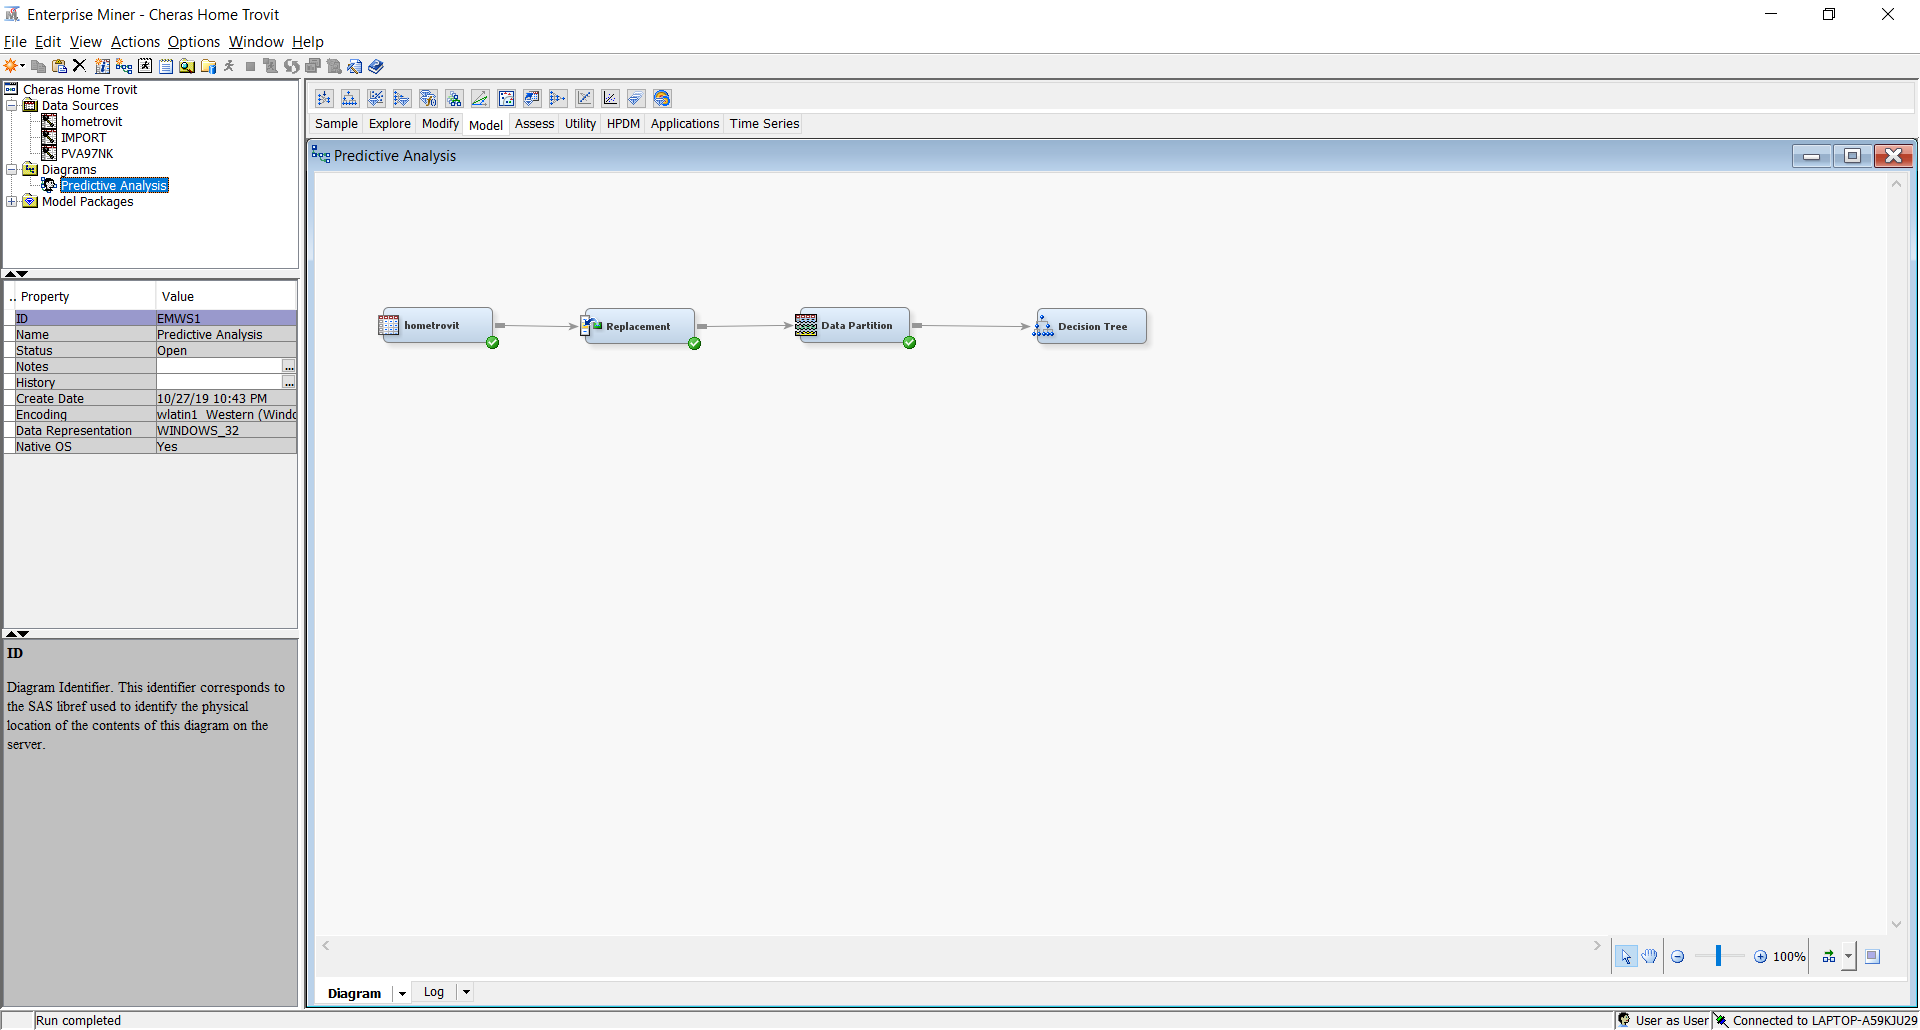 Enterprise Miner - Cheras Home Trovit
File Edit View Actions Options Window Help
Cheras Home Trovit
Data Sources
hometrovit
IMPORT
PVA97NK
Diagrams
Predictive Analysis
Model Packages
.. Property Value
ID EMWS1
Name Predictive Analysis
Status Open
Notes ...
History ...
Create Date 10/27/19 10:43 PM
Encoding wlatin1 Western (Windo
Data Representation WINDOWS_32
Native OS Yes
ID
Diagram Identifier. This identifier corresponds to
the SAS libref used to identify the physical
location of the contents of this diagram on the
server.
Sample Explore Modify Model Assess Utility HPDM Applications Time Series
Predictive Analysis
hometrovit
Replacement
Data Partition
Decision Tree
100%
Diagram Log
Run completed
User as User
Connected to LAPTOP-A59KJU29